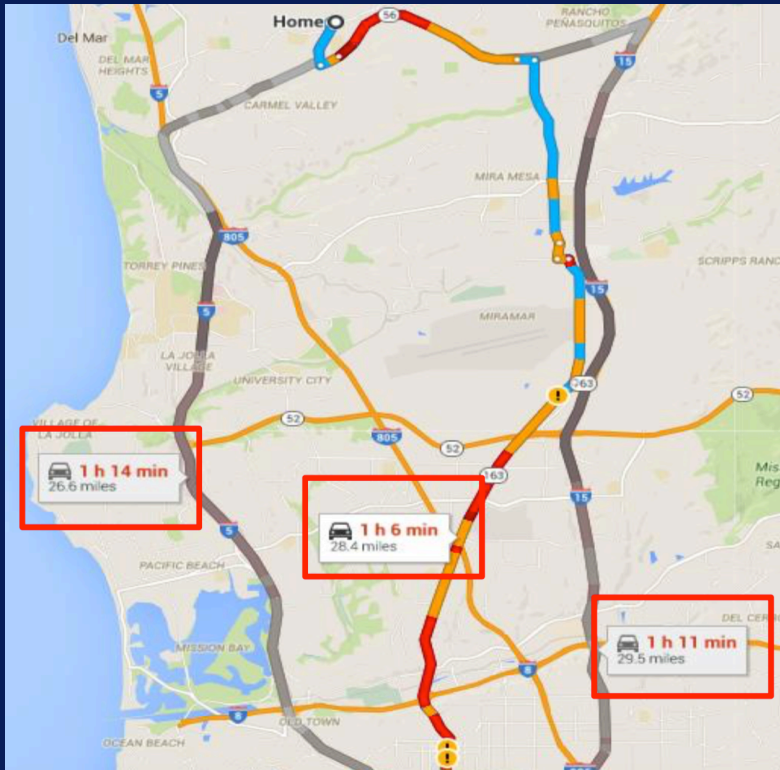 Home
56
RANCHO
PEÑASQUITOS
Del Mar
DEL MAR
HEIGHTS
5
15
CARMEL VALLEY
MIRA MESA
805
TORREY PINES
SCRIPPS RANC
5
15
MIRAMAR
LA JOLLA
VILLAGE
UNIVERSITY CITY
163
52
52
805
52
VILLAGE OF
LA JOLLA
1 h 14 min
26.6 miles
163
15
Mis
Reg
1 h 6 min
28.4 miles
5
SA
PACIFIC BEACH
DEL CERR
1 h 11 min
29.5 miles
MISSION BAY
8
8
OLD TOWN
OCEAN BEACH
805